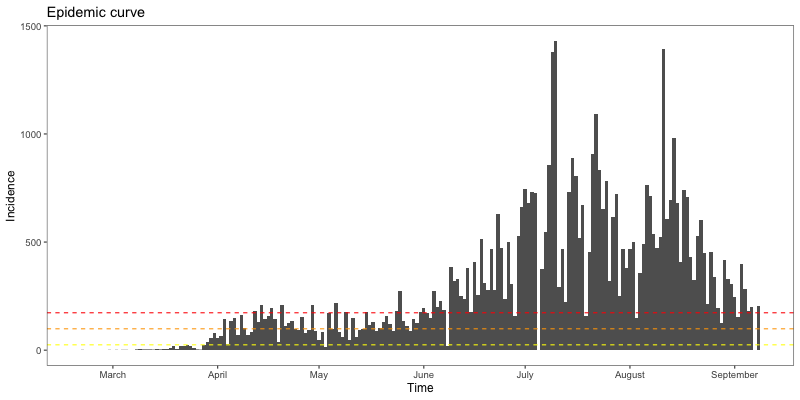 Epidemic curve
1500
1000
500
0
Incidence
March April May June July August September
Time